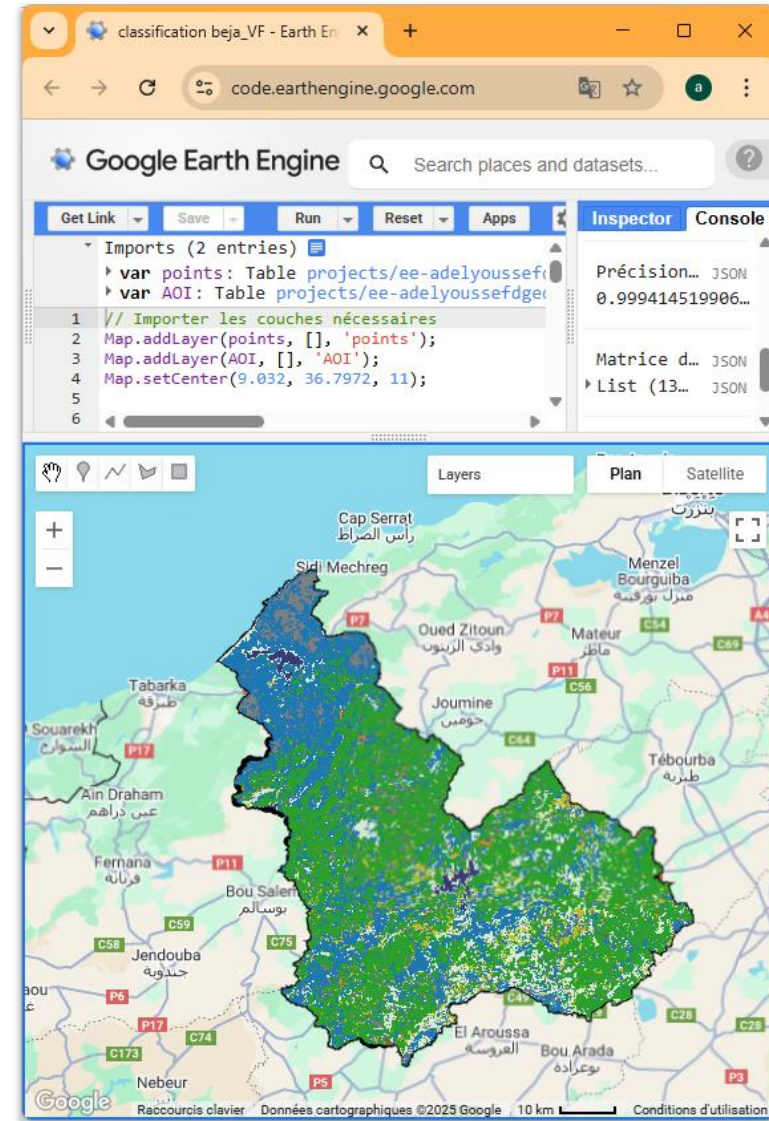 classification beja_VF - Earth En
code.earthengine.google.com
a
Google Earth Engine
Search places and datasets...
Get Link
Save
Run
Reset
Apps
Inspector
Console
Imports (2 entries)
var points: Table projects/ee-adelyoussef
var AOI: Table projects/ee-adelyoussefdge
1 // Importer les couches nécessaires
2 Map.addLayer(points, [], 'points');
3 Map.addLayer(AOI, [], 'AOI');
4 Map.setCenter(9.032, 36.7972, 11);
5
6
Précision... JSON
0.999414519906...
Matrice d... JSON
List (13... JSON
Layers
Plan
Satellite
بنزرت
Cap Serrat
رأس الصراط
Sidi Mechreg
Menzel
Bourguiba
منزل بورقيبة
P7
Oued Zitoun
وادي الزيتون
P7
Mateur
ماطر
C54
A4
C69
P11
C56
Tabarka
طبرقة
Joumine
جومين
Souarekh
السوارخ
P17
C64
Tébourba
طبربة
Ain Draham
عين دراهم
Fernana
فرنانة
P11
Bou Salem
بوسالم
C59
C58
Jendouba
جندوبة
C75
P6
P17
C74
C173
C49
C28
C28
El Aroussa
العروسة
Bou Arada
بوعرادة
Nebeur
P5
P3
Google
Raccourcis clavier
Données cartographiques ©2025 Google
10 km
Conditions d'utilisation